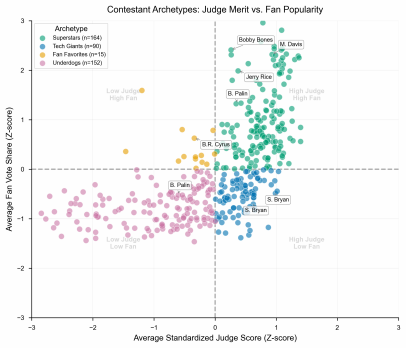 Contestant Archetypes: Judge Merit vs. Fan Popularity
Archetype
Superstars (n=164)
Tech Giants (n=90)
Fan Favorites (n=15)
Underdogs (n=152)
Bobby Bones
M. Davis
Jerry Rice
Low Judge
High Fan
B. Palin
High Judge
High Fan
B.R. Cyrus
B. Palin
S. Bryan
S. Bryan
Low Judge
Low Fan
High Judge
Low Fan
3
2
1
0
−1
−2
−3
−3
−2
−1
0
1
2
3
Average Fan Vote Share (Z-score)
Average Standardized Judge Score (Z-score)